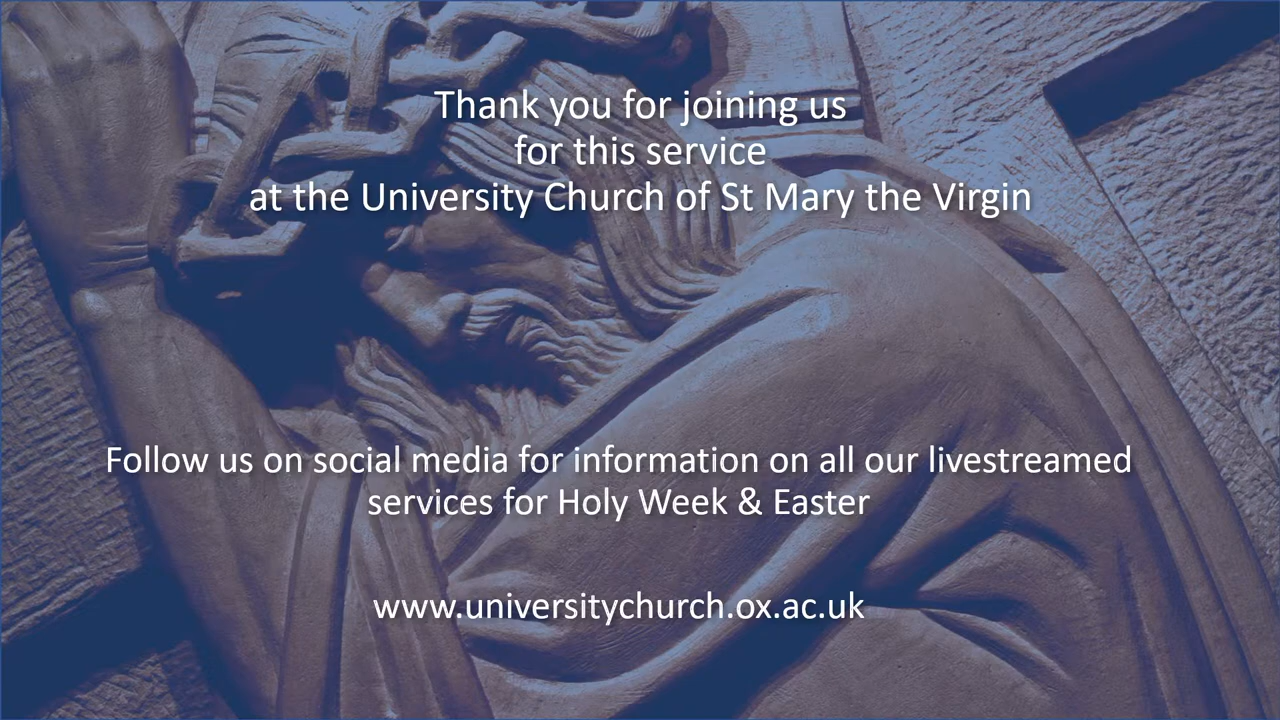 Thank you for joining us
for this service
at the University Church of St Mary the Virgin
Follow us on social media for information on all our livestreamed
services for Holy Week & Easter
www.universitychurch.ox.ac.uk